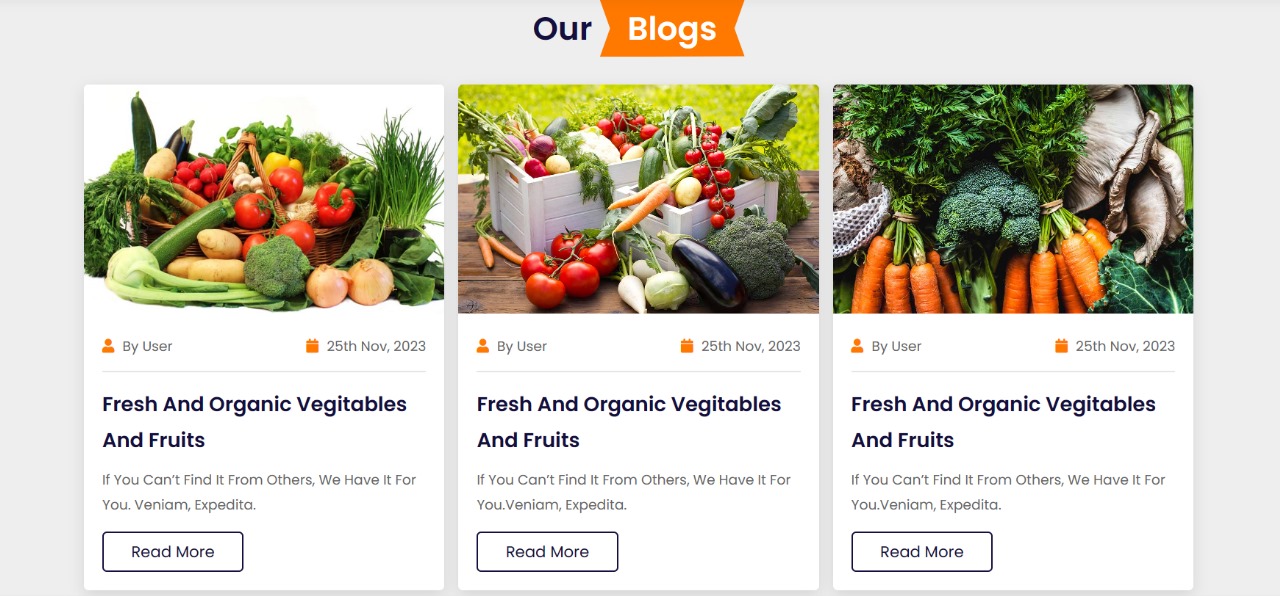 Our Blogs
By User 25th Nov, 2023
Fresh And Organic Vegitables
And Fruits
If You Can’t Find It From Others, We Have It For
You. Veniam, Expedita.
Read More
By User 25th Nov, 2023
Fresh And Organic Vegitables
And Fruits
If You Can’t Find It From Others, We Have It For
You.Veniam, Expedita.
Read More
By User 25th Nov, 2023
Fresh And Organic Vegitables
And Fruits
If You Can’t Find It From Others, We Have It For
You.Veniam, Expedita.
Read More